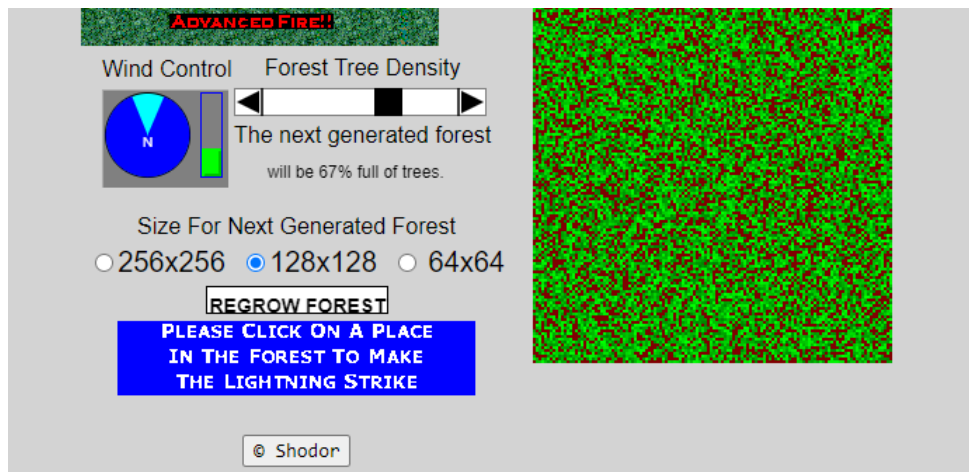 Advanced Fire!!
Wind Control
Forest Tree Density
N
The next generated forest
will be 67% full of trees.
Size For Next Generated Forest
256x256 128x128 64x64
REGROW FOREST
Please Click On A Place
In The Forest To Make
The Lightning Strike
© Shodor